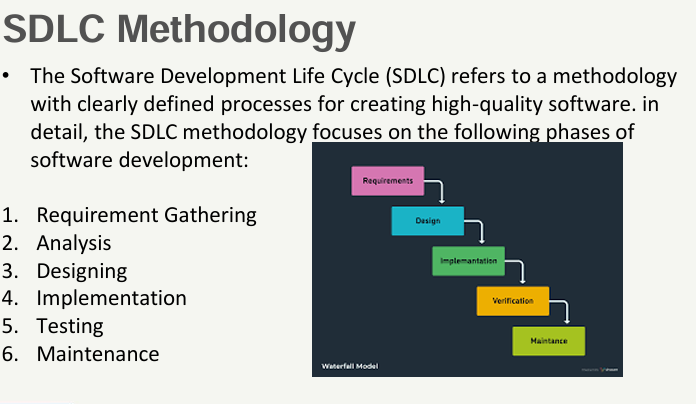 SDLC Methodology
• The Software Development Life Cycle (SDLC) refers to a methodology
with clearly defined processes for creating high-quality software. in
detail, the SDLC methodology focuses on the following phases of
software development:
1. Requirement Gathering
2. Analysis
3. Designing
4. Implementation
5. Testing
6. Maintenance
Requirements
Design
Implemantation
Verification
Maintance
Waterfall Model